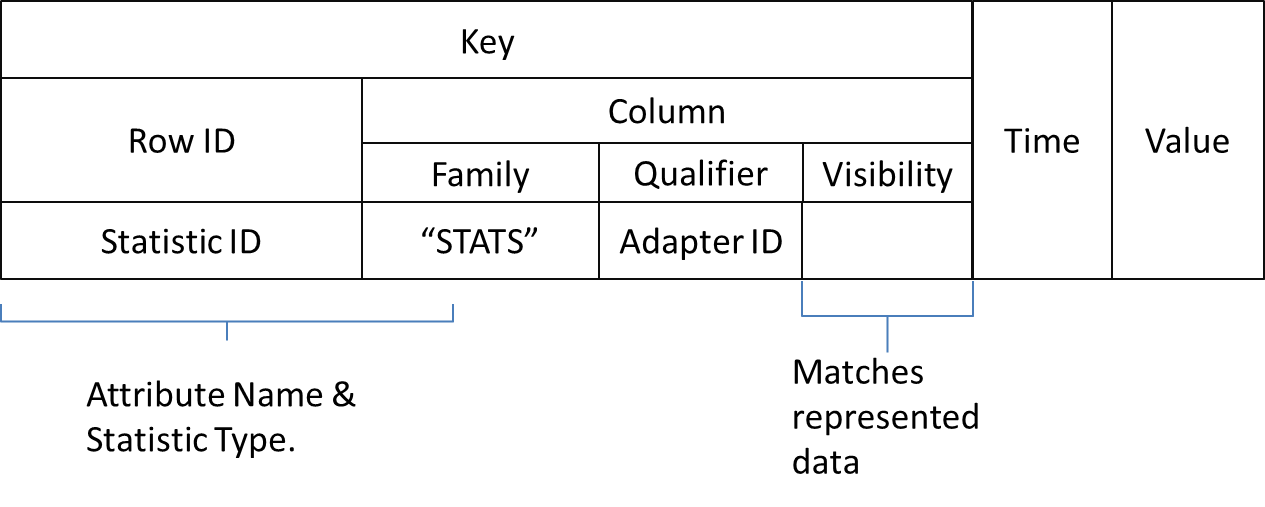 Key
Row ID
Column
Time
Value
Family
Qualifier
Visibility
Statistic ID
“STATS”
Adapter ID
Attribute Name &
Statistic Type.
Matches
represented
data